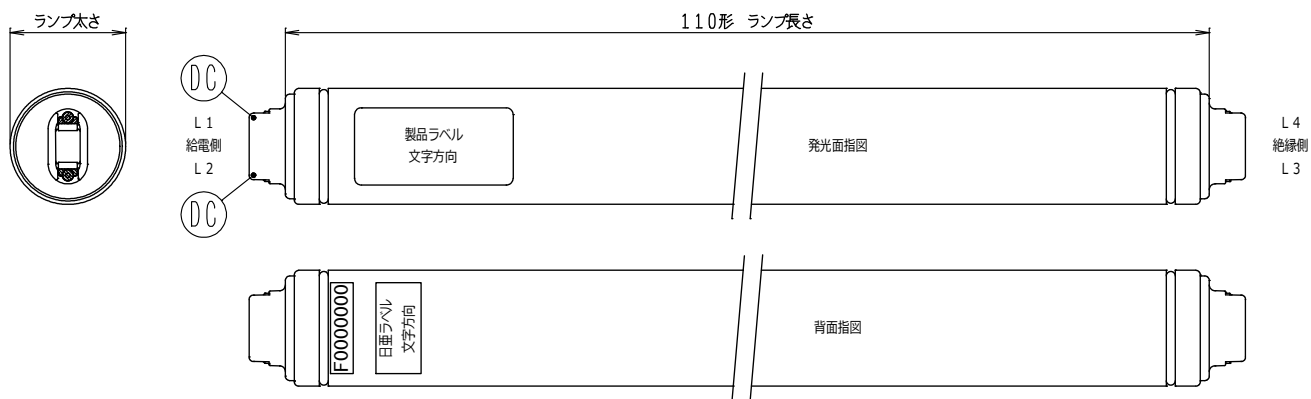 ランプ太さ
110形 ランプ長さ
DC
L1
給電側
L2
DC
製品ラベル
文字方向
発光面指図
L4
絶縁側
L3
F0000000
日亜ラベル
文字方向
背面指図